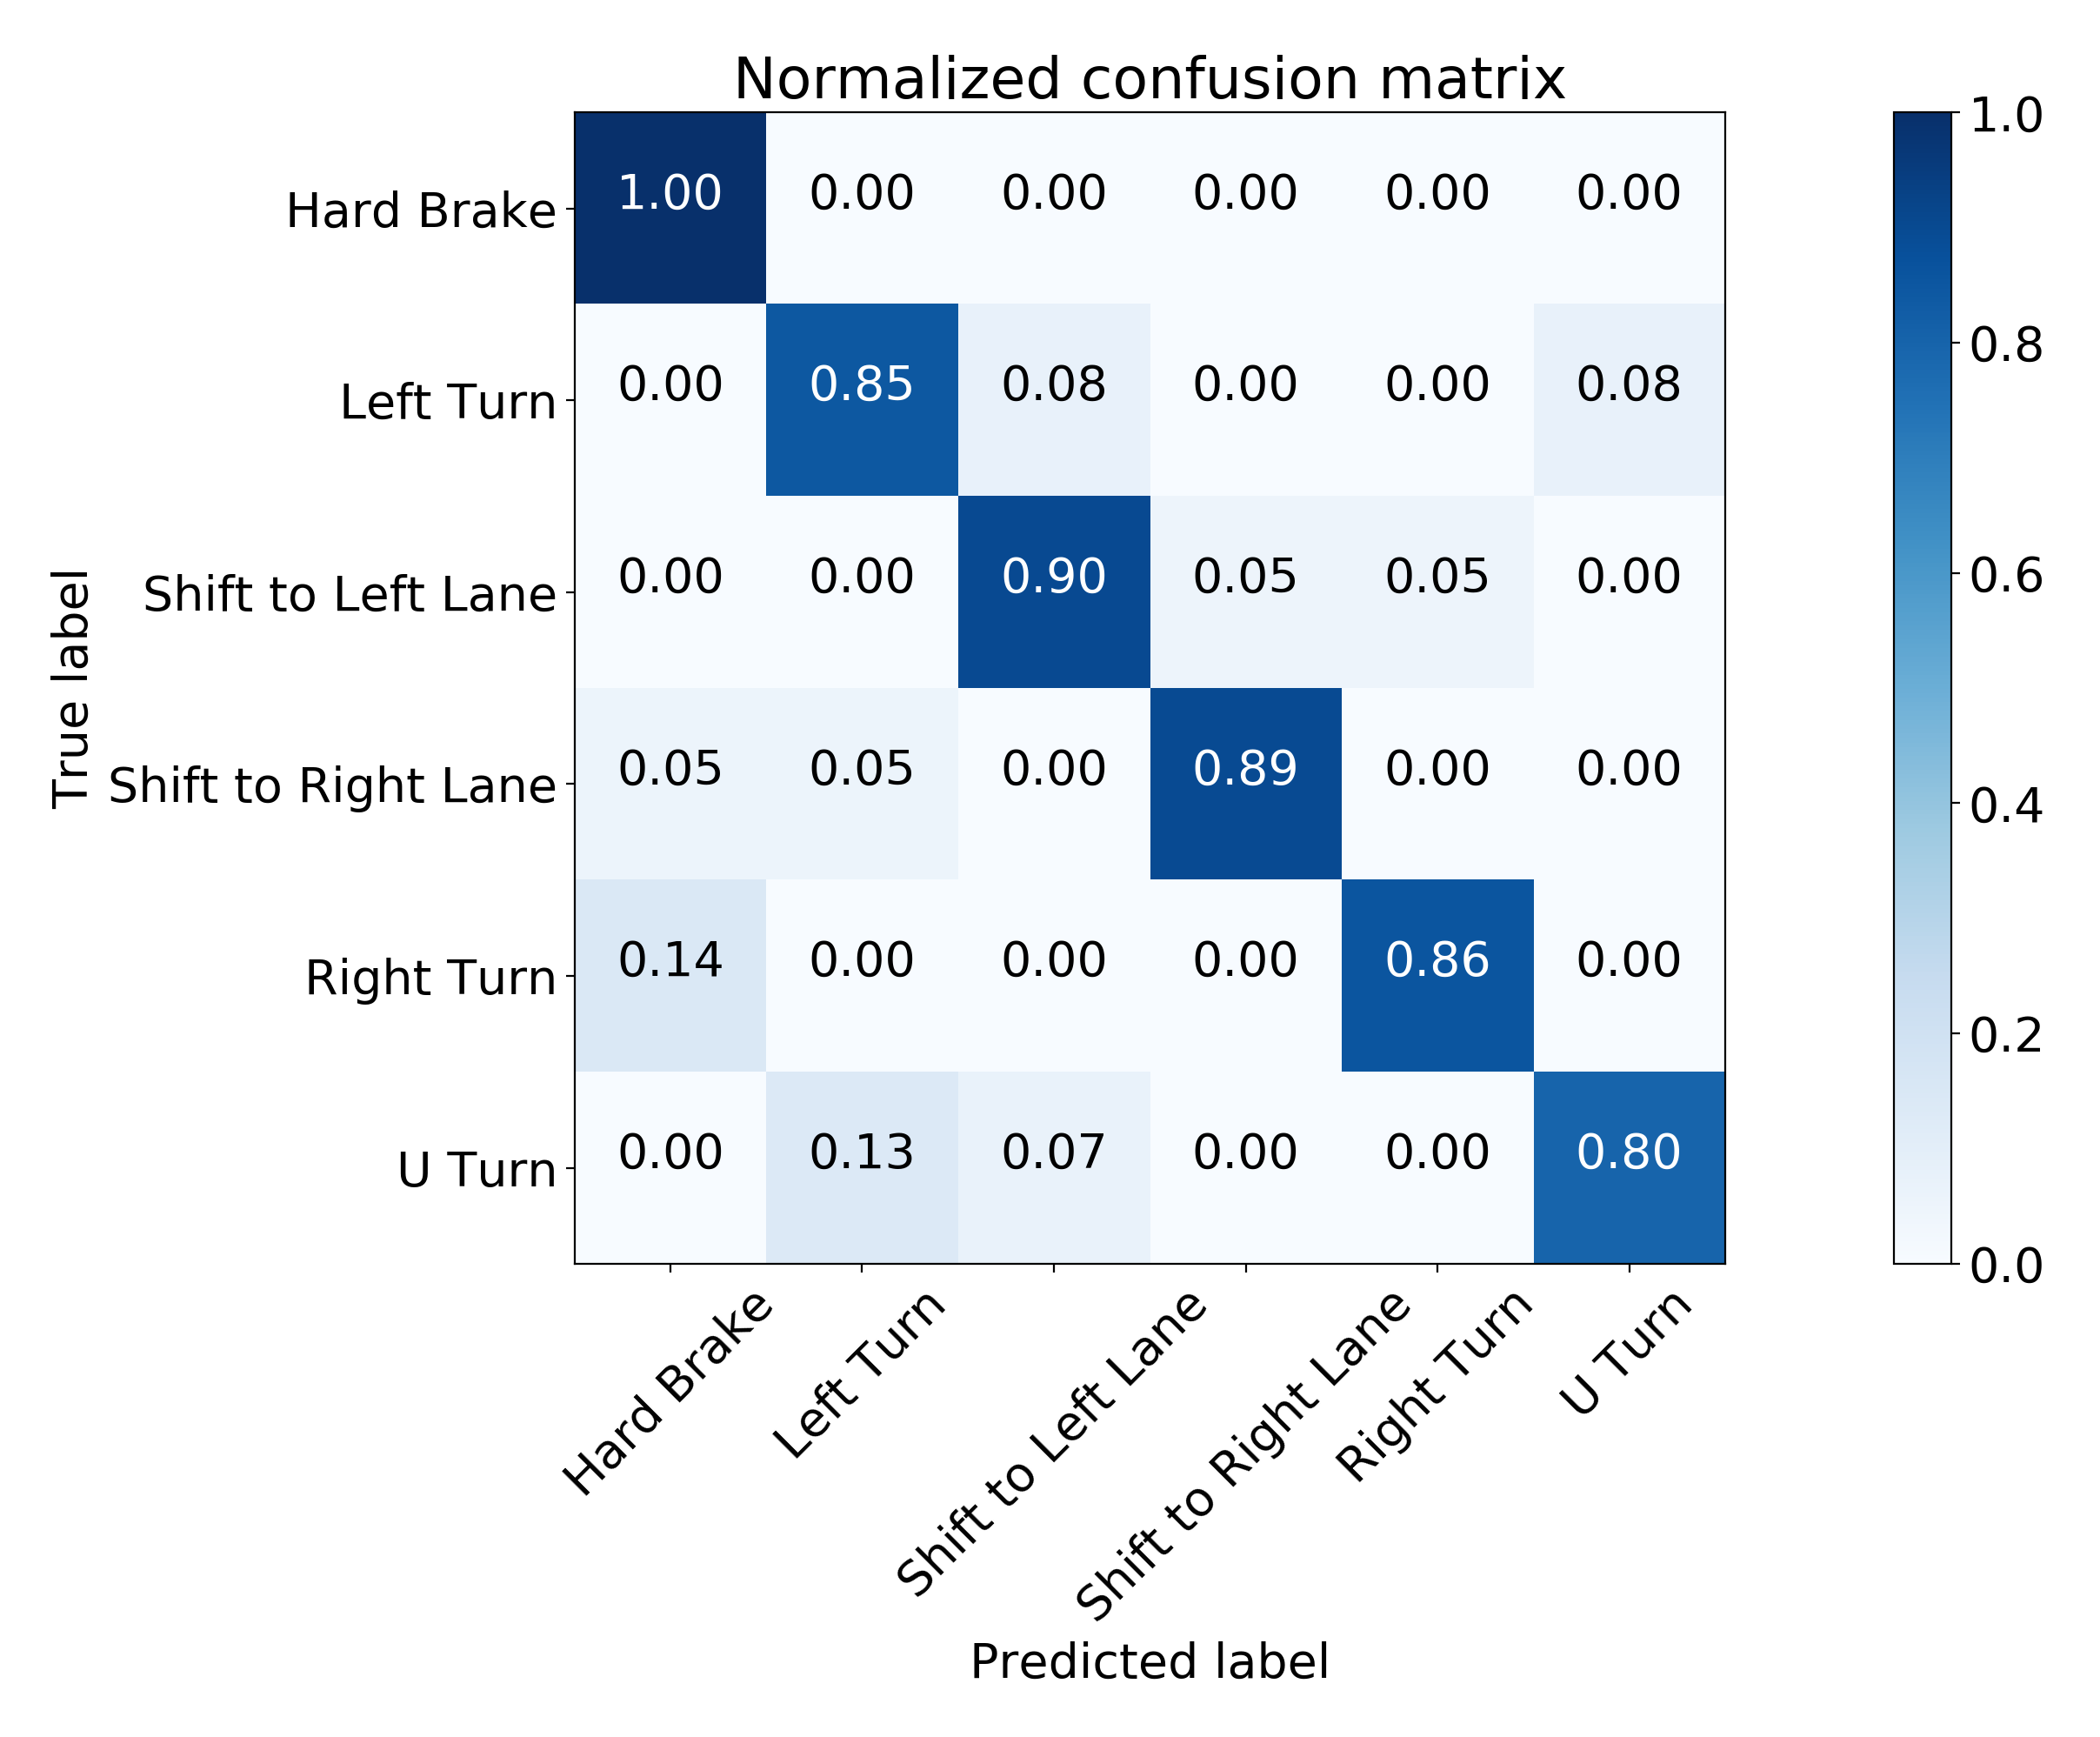 Normalized confusion matrix
Hard Brake 1.00 0.00 0.00 0.00 0.00 0.00
Left Turn 0.00 0.85 0.08 0.00 0.00 0.08
Shift to Left Lane 0.00 0.00 0.90 0.05 0.05 0.00
Shift to Right Lane 0.05 0.05 0.00 0.89 0.00 0.00
Right Turn 0.14 0.00 0.00 0.00 0.86 0.00
U Turn 0.00 0.13 0.07 0.00 0.00 0.80
True label
Hard Brake
Left Turn
Shift to Left Lane
Shift to Right Lane
Right Turn
U Turn
Predicted label
1.0
0.8
0.6
0.4
0.2
0.0